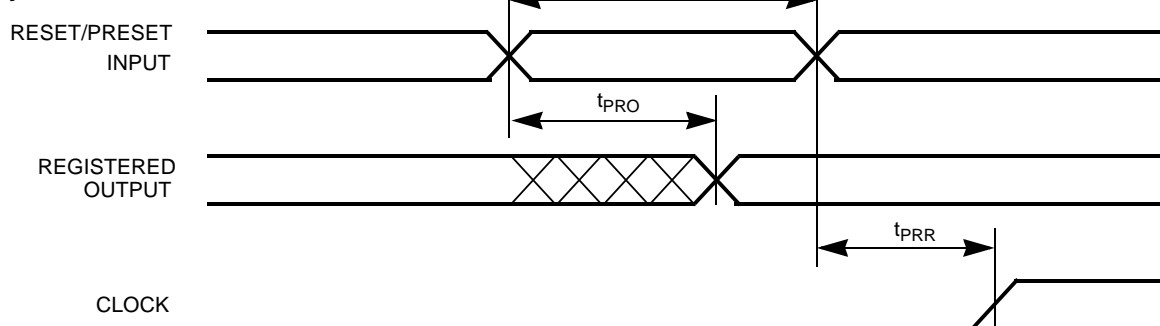 RESET/PRESET
INPUT
tPRO
REGISTERED
OUTPUT
tPRR
CLOCK